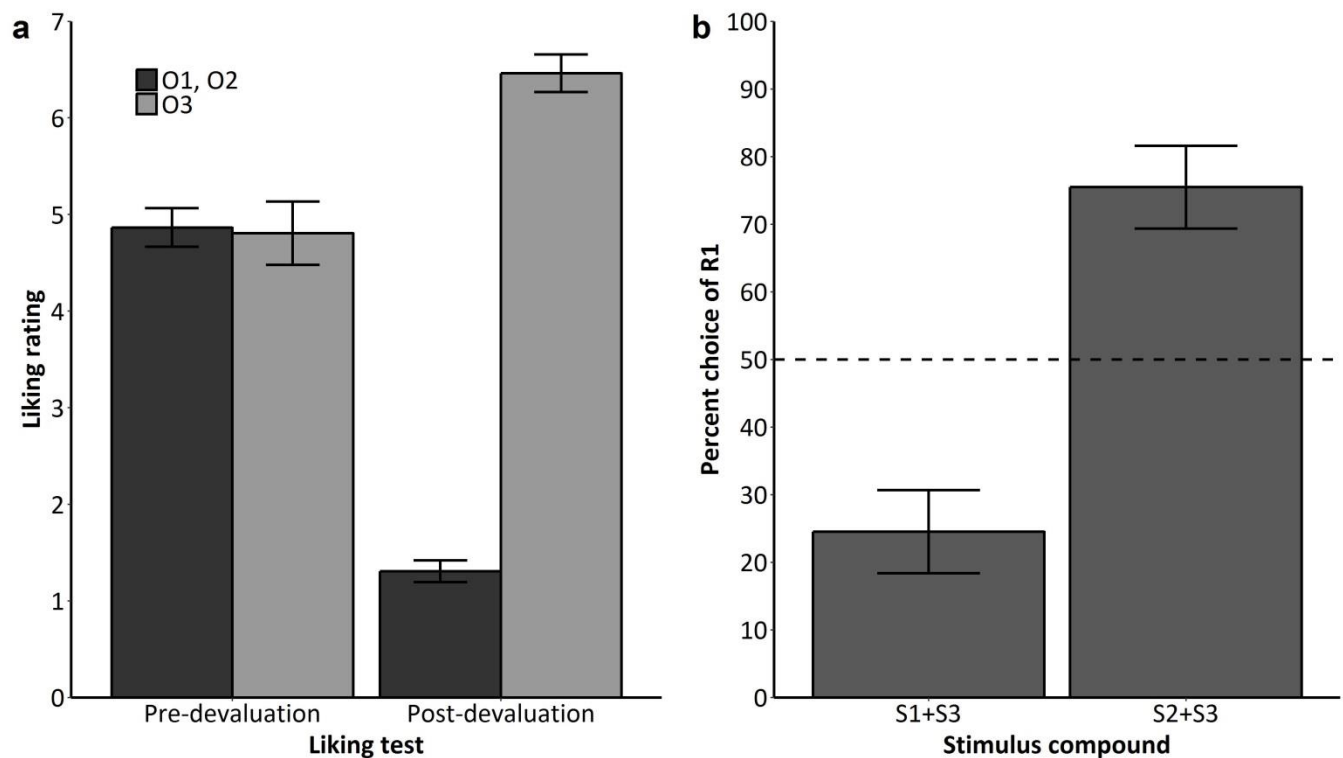 a
7
6
5
4
3
2
1
0
Liking rating
O1, O2
O3
Pre-devaluation
Post-devaluation
Liking test
b
100
90
80
70
60
50
40
30
20
10
0
Percent choice of R1
S1+S3
S2+S3
Stimulus compound